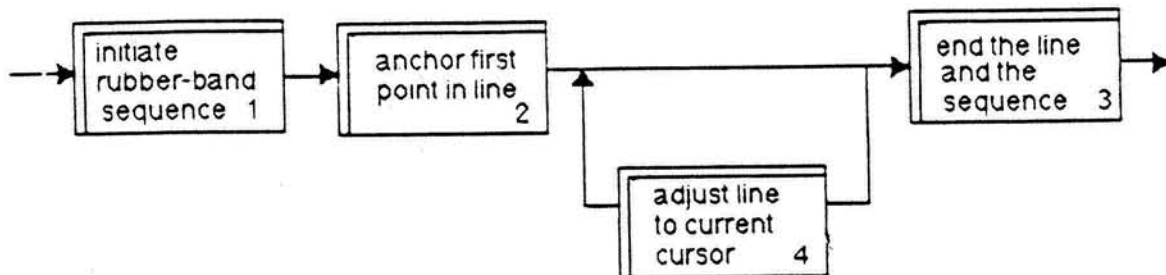 initiate
rubber-band
sequence 1
anchor first
point in line
2
end the line
and the
sequence 3
adjust line
to current
cursor 4